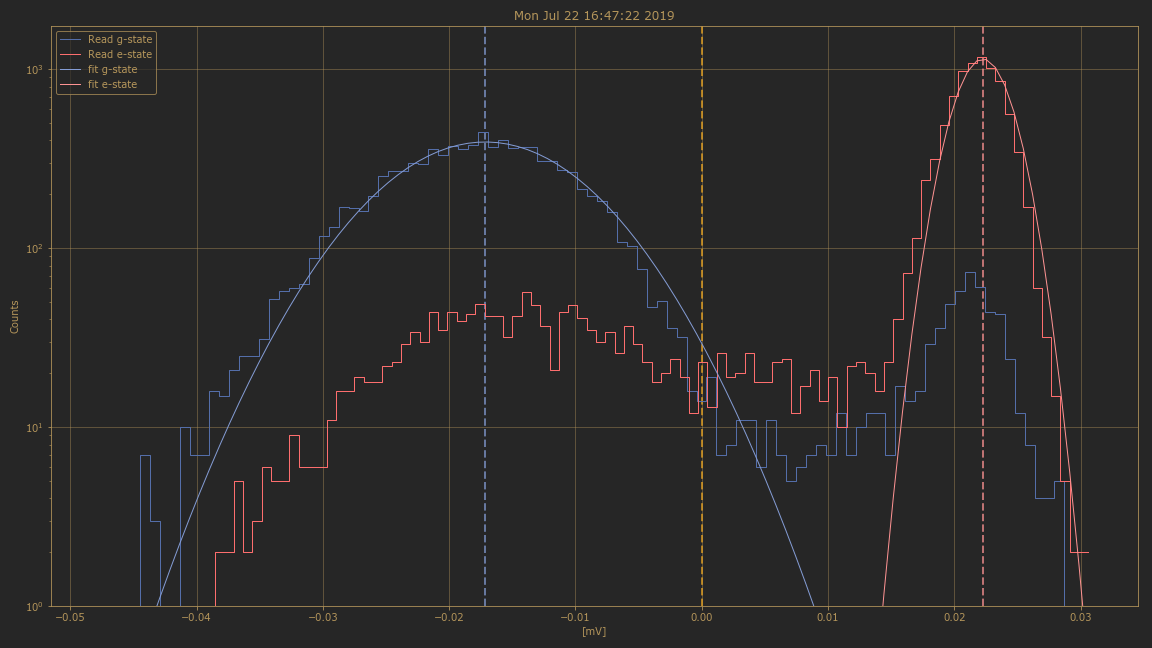 Mon Jul 22 16:47:22 2019
Read g-state
Read e-state
fit g-state
fit e-state
10³
10²
10¹
10⁰
Counts
−0.05 −0.04 −0.03 −0.02 −0.01 0.00 0.01 0.02 0.03
[mV]